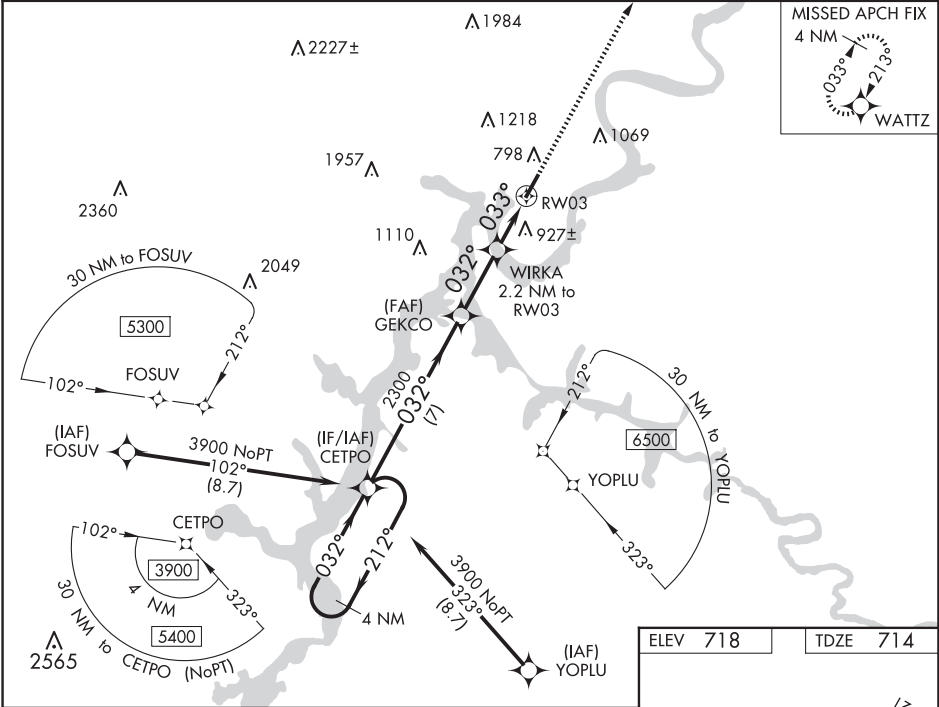 1984
2227±
MISSED APCH FIX
4 NM
033°
213°
WATTZ
1218
1069
798
1957
RW03
033°
2360
1110
927±
032°
WIRKA
2.2 NM to
RW03
30 NM to FOSUV
2049
(FAF)
GEKCO
5300
212°
FOSUV
102°
2300
032°
(7)
212°
30 NM to YOPLU
6500
(IAF)
FOSUV
3900 NoPT
102°
(8.7)
(IF/IAF)
CETPO
YOPLU
323°
102°
CETPO
3900
4 NM
323°
5400
30 NM to CETPO (NoPT)
032°
212°
4 NM
3900 NoPT
323°
(8.7)
2565
(IAF)
YOPLU
ELEV 718
TDZE 714